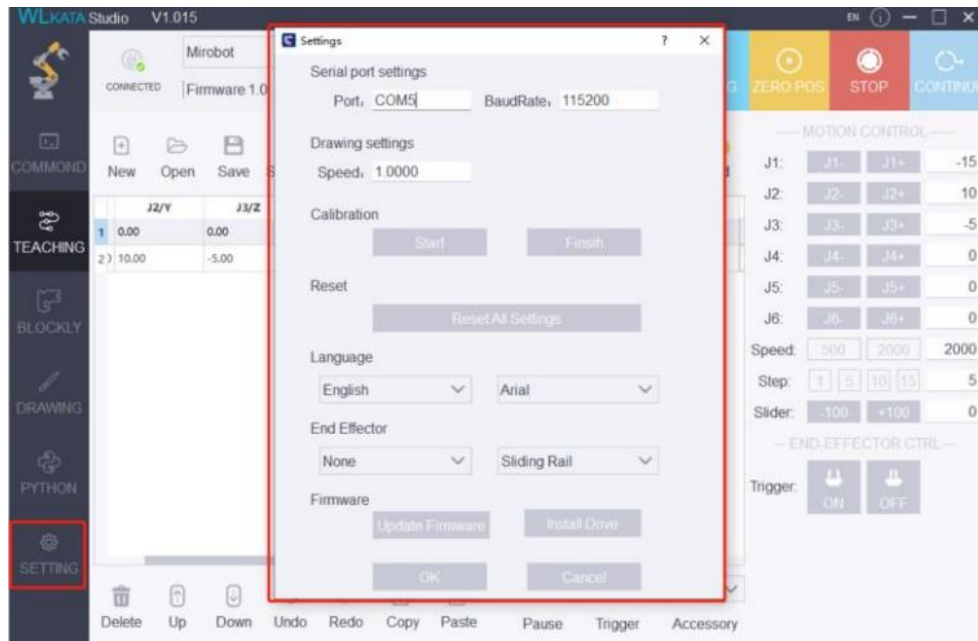 WLKATA Studio V1.015 EN
Mirobot
CONNECTED
Firmware 1.0
ZERO POS STOP CONTINU
COMMOND
TEACHING
BLOCKLY
DRAWING
PYTHON
SETTING
New Open Save
J2/Y J3/Z
1 0.00 0.00
2 10.00 -5.00
Settings ? ×
Serial port settings
Port, COM5 BaudRate, 115200
Drawing settings
Speed, 1.0000
Calibration
Start Finsih
Reset
Reset All Settings
Language
English Arial
End Effector
None Sliding Rail
Firmware
Update Firmware Install Drive
OK Cancel
MOTION CONTROL
J1: J1- J1+ -15
J2: J2- J2+ 10
J3: J3- J3+ -5
J4: J4- J4+ 0
J5: J5- J5+ 0
J6: J6- J6+ 0
Speed: 500 2000 2000
Step: 1 5 10 15 5
Slider: -100 +100 0
END-EFFECTOR CTRL
Trigger: ON OFF
Delete Up Down Undo Redo Copy Paste Pause Trigger Accessory